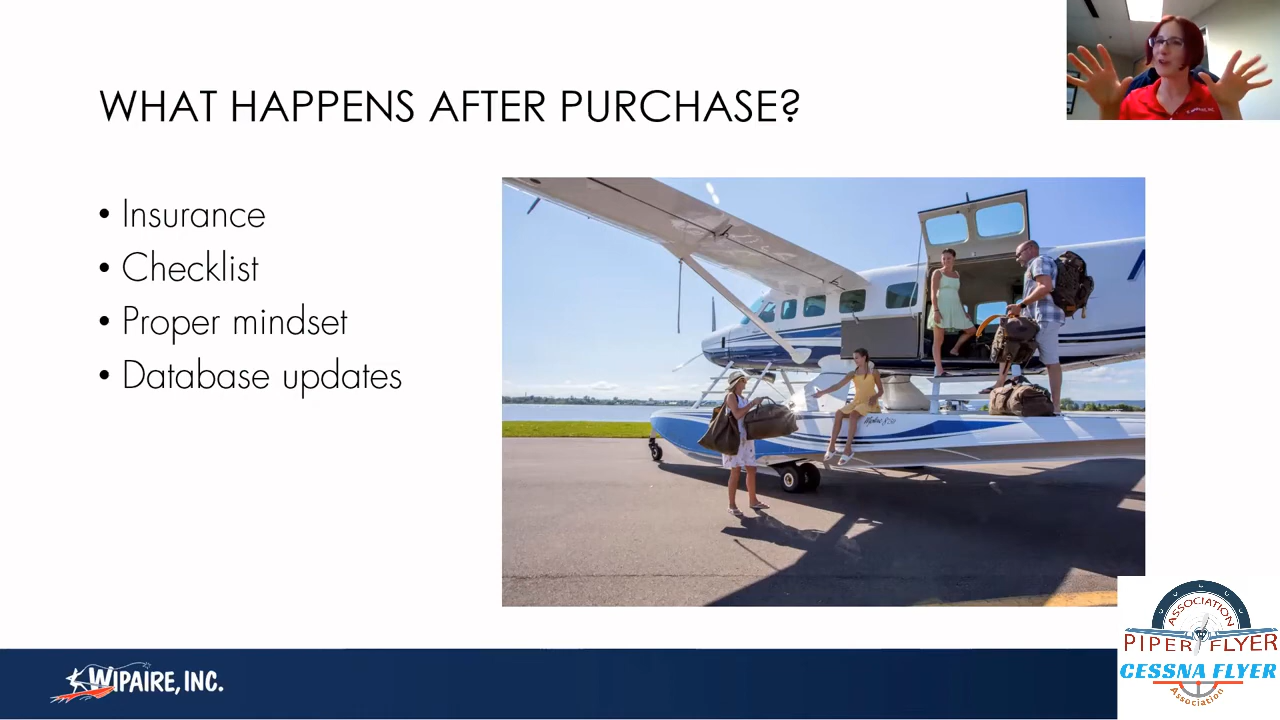 WHAT HAPPENS AFTER PURCHASE?
• Insurance
• Checklist
• Proper mindset
• Database updates
WIPAIRE, INC.
ASSOCIATION
PIPER FLYER
CESSNA FLYER
Association